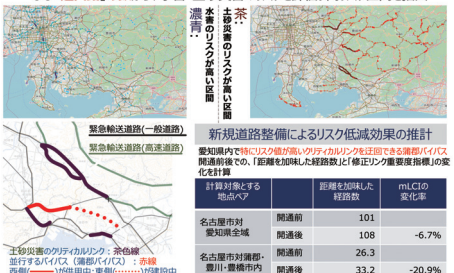 濃青：
水害のリスクが高い区間
茶：
土砂災害のリスクが高い区間
緊急輸送道路(一般道路)
緊急輸送道路(高速道路)
土砂災害のクリティカルリンク：茶色線
並行するバイパス（蒲郡バイパス）：赤線
新規道路整備によるリスク低減効果の推計
愛知県内で特にリスク値が高いクリティカルリンクを迂回できる蒲郡バイパス
開通前後での、「距離を加味した経路数」と「修正リンク重要度指標」の変
化を計算
計算対象とする地点ペア 距離を加味した経路数 mLCIの変化率
名古屋市対愛知県全域 開通前 101
開通後 108 -6.7%
名古屋市対蒲郡・豊川・豊橋市内 開通前 26.3
開通後 33.2 -20.9%